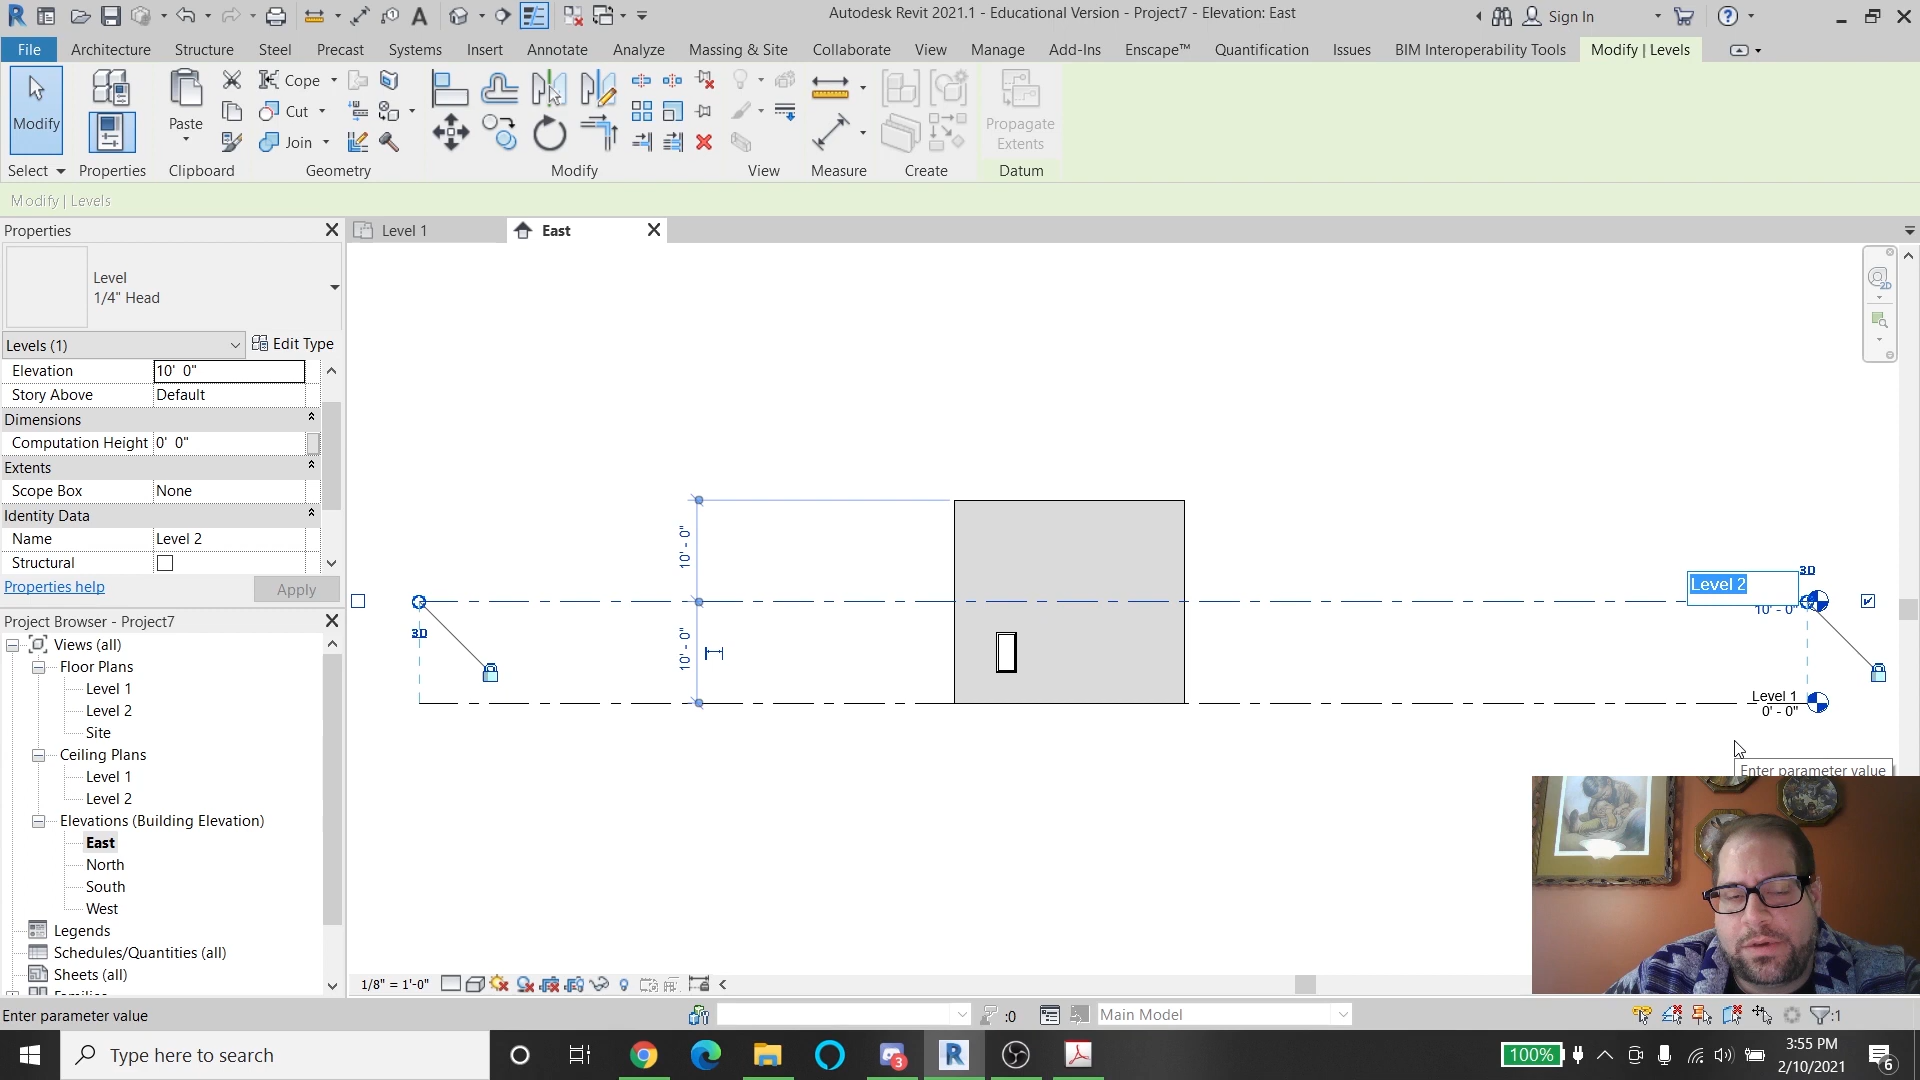 Autodesk Revit 2021.1 - Educational Version - Project7 - Elevation: East
Sign In
File Architecture Structure Steel Precast Systems Insert Annotate Analyze Massing & Site Collaborate View Manage Add-Ins Enscape™ Quantification Issues BIM Interoperability Tools Modify | Levels
Modify
Paste
Cope
Cut
Join
Propagate
Extents
Select Properties Clipboard Geometry Modify View Measure Create Datum
Modify | Levels
Properties
Level 1
East
Level
1/4" Head
Levels (1)
Edit Type
Elevation 10' 0"
Story Above Default
Dimensions
Computation Height 0' 0"
Extents
Scope Box None
Identity Data
Name Level 2
Structural
Properties help
Apply
Project Browser - Project7
Views (all)
Floor Plans
Level 1
Level 2
Site
Ceiling Plans
Level 1
Level 2
Elevations (Building Elevation)
East
North
South
West
Legends
Schedules/Quantities (all)
Sheets (all)
Families
2D
10' - 0"
10' - 0"
3D
3D
Level 2
10' - 0"
Level 1
0' - 0"
Enter parameter value
1/8" = 1'-0"
Enter parameter value
:0
Main Model
:1
Type here to search
3
100%
3:55 PM
2/10/2021
6